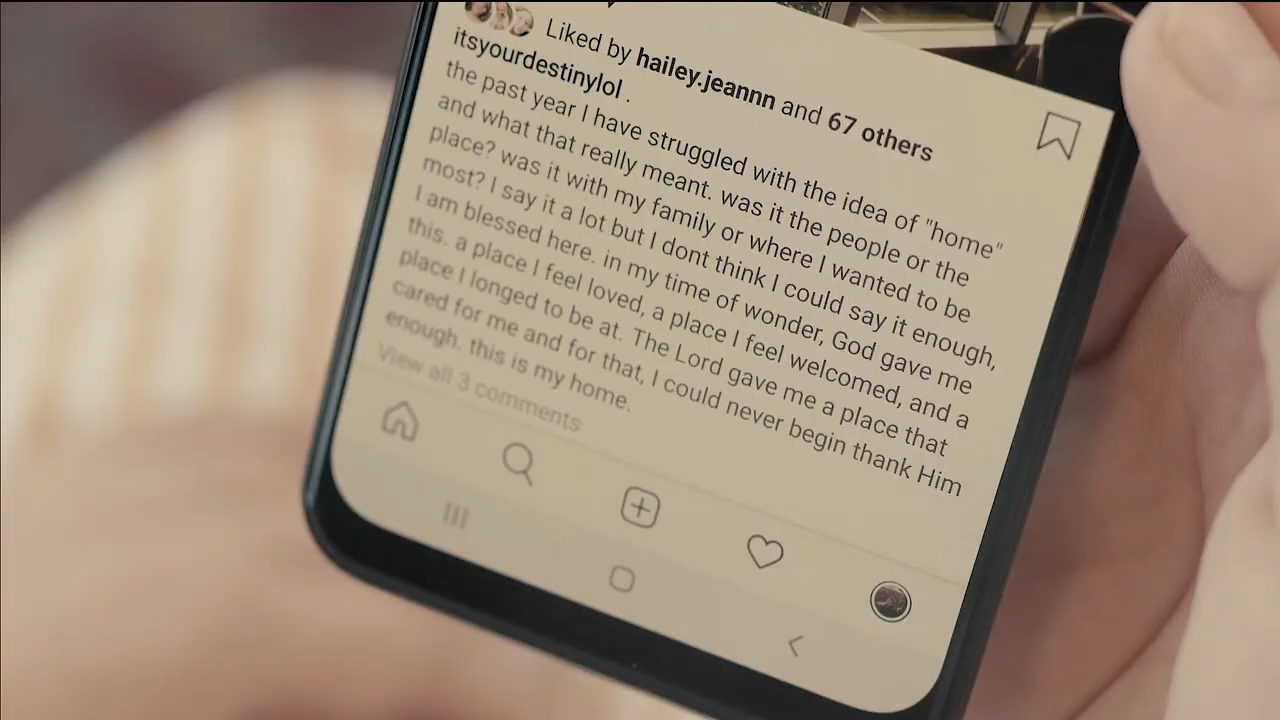 Liked by hailey.jeannn and 67 others
itsyourdestinylol .
the past year I have struggled with the idea of "home"
and what that really meant. was it the people or the
place? was it with my family or where I wanted to be
most? I say it a lot but I dont think I could say it enough,
I am blessed here. in my time of wonder, God gave me
this. a place I feel loved, a place I feel welcomed, and a
place I longed to be at. The Lord gave me a place that
cared for me and for that, I could never begin thank Him
enough. this is my home.
View all 3 comments